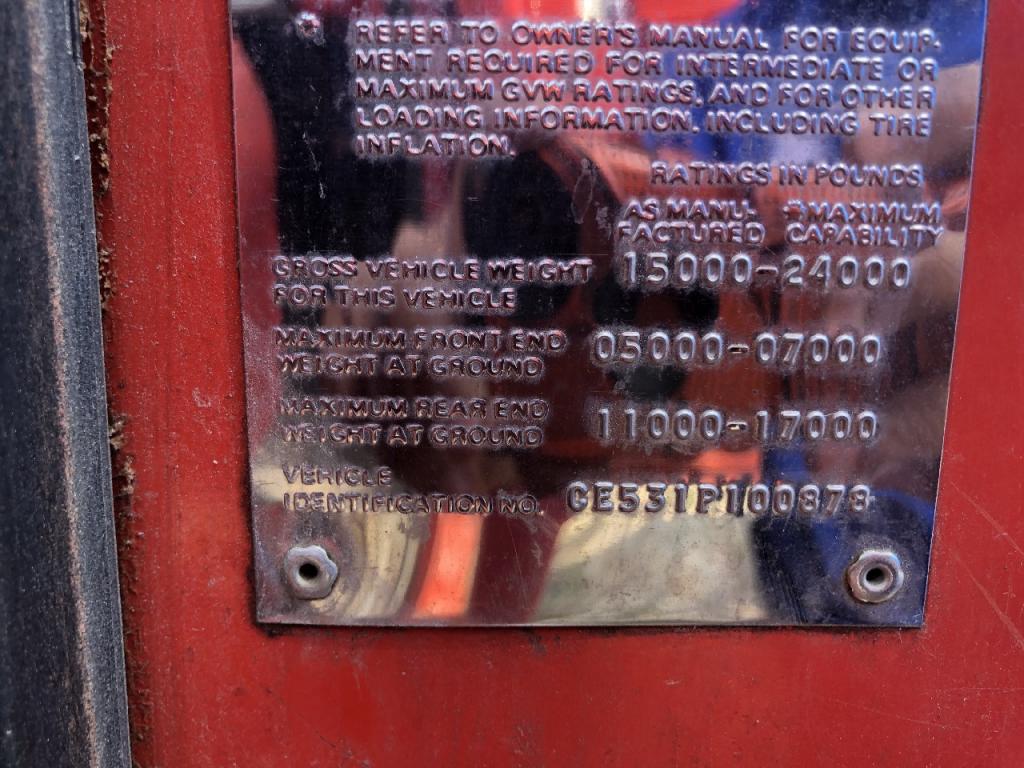 * REFER TO OWNER'S MANUAL FOR EQUIP-
MENT REQUIRED FOR INTERMEDIATE OR
MAXIMUM GVW RATINGS, AND FOR OTHER
LOADING INFORMATION, INCLUDING TIRE
INFLATION.
RATINGS IN POUNDS
AS MANU- *MAXIMUM
FACTURED CAPABILITY
GROSS VEHICLE WEIGHT 15000-24000
FOR THIS VEHICLE
MAXIMUM FRONT END 05000-07000
WEIGHT AT GROUND
MAXIMUM REAR END 11000-17000
WEIGHT AT GROUND
VEHICLE
IDENTIFICATION NO. CE531P100878